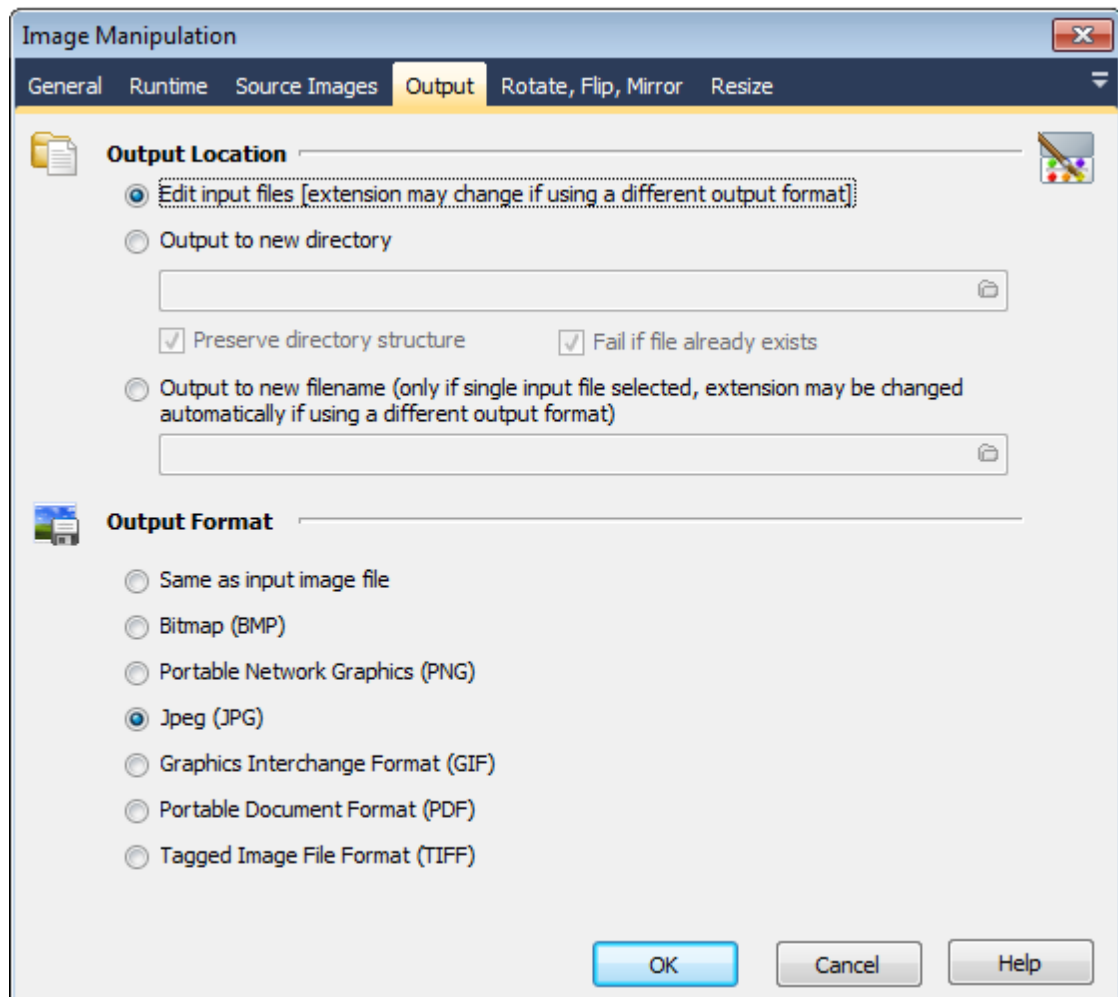 Image Manipulation
General Runtime Source Images Output Rotate, Flip, Mirror Resize
Output Location
Edit input files [extension may change if using a different output format]
Output to new directory
Preserve directory structure Fail if file already exists
Output to new filename (only if single input file selected, extension may be changed
automatically if using a different output format)
Output Format
Same as input image file
Bitmap (BMP)
Portable Network Graphics (PNG)
Jpeg (JPG)
Graphics Interchange Format (GIF)
Portable Document Format (PDF)
Tagged Image File Format (TIFF)
OK Cancel Help